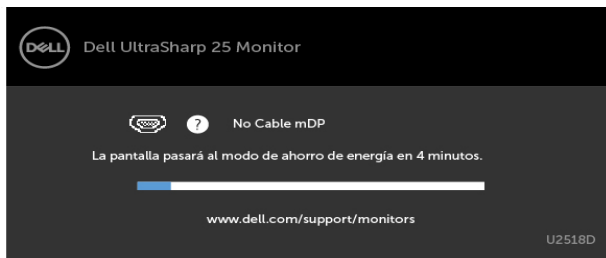 DELL
Dell UltraSharp 25 Monitor
? No Cable mDP
La pantalla pasará al modo de ahorro de energía en 4 minutos.
www.dell.com/support/monitors
U2518D